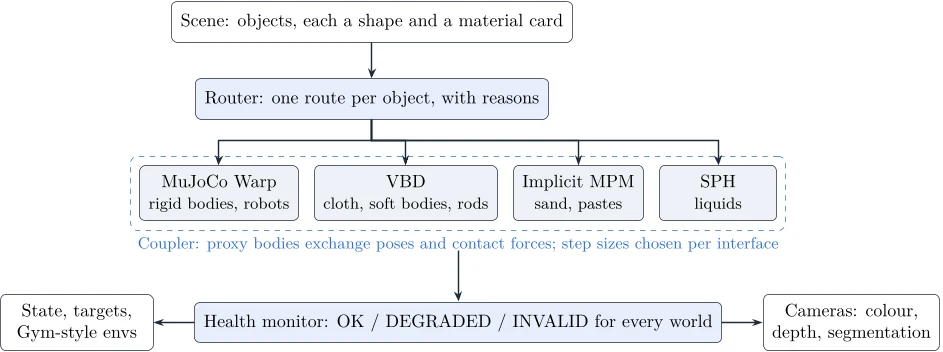 Scene: objects, each a shape and a material card
Router: one route per object, with reasons
MuJoCo Warp
rigid bodies, robots
VBD
cloth, soft bodies, rods
Implicit MPM
sand, pastes
SPH
liquids
Coupler: proxy bodies exchange poses and contact forces; step sizes chosen per interface
State, targets,
Gym-style envs
Health monitor: OK / DEGRADED / INVALID for every world
Cameras: colour,
depth, segmentation